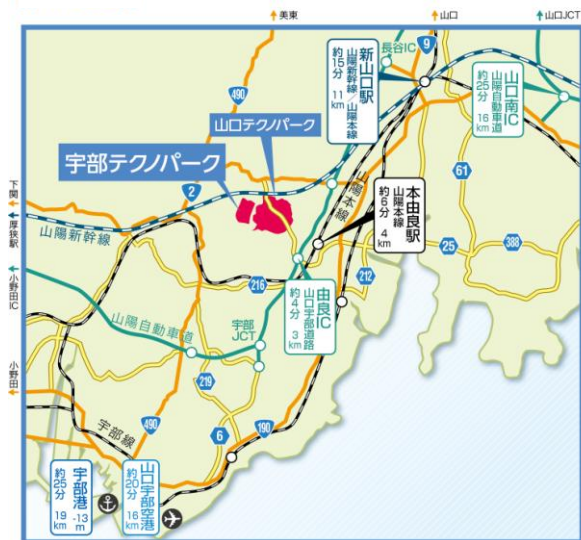 美東
山口
山口JCT
長谷IC
9
490
新山口駅
山陽新幹線/山陽本線
約15分 11km
山口南IC
山陽自動車道
約25分 16km
山口テクノパーク
宇部テクノパーク
2
61
下関
厚狭駅
山陽新幹線
山陽本線
本由良駅
山陽本線
約6分 4km
25
388
小野田IC
216
212
由良IC
山口宇部道路
約4分 3km
山陽自動車道
宇部JCT
小野田
219
490
宇部線
6
190
宇部港
約25分 19km
-13m
山口宇部空港
約20分 16km